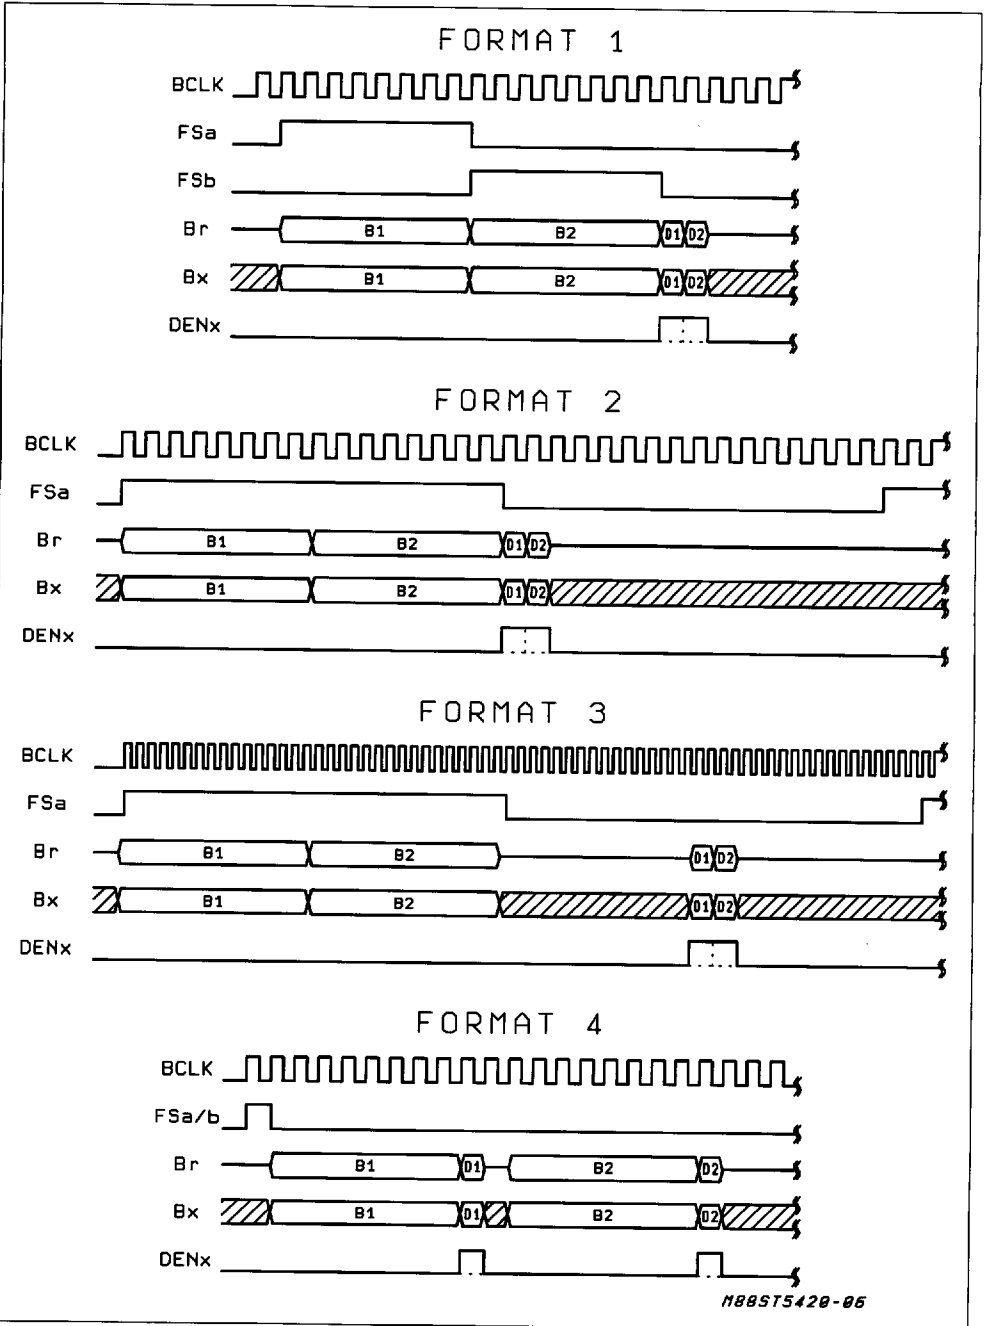 FORMAT 1
BCLK
FSa
FSb
Br B1 B2 D1 D2
Bx B1 B2 D1 D2
DENx
FORMAT 2
BCLK
FSa
Br B1 B2 D1 D2
Bx B1 B2 D1 D2
DENx
FORMAT 3
BCLK
FSa
Br B1 B2 D1 D2
Bx B1 B2 D1 D2
DENx
FORMAT 4
BCLK
FSa/b
Br B1 D1 B2 D2
Bx B1 D1 B2 D2
DENx
M88ST5420-06